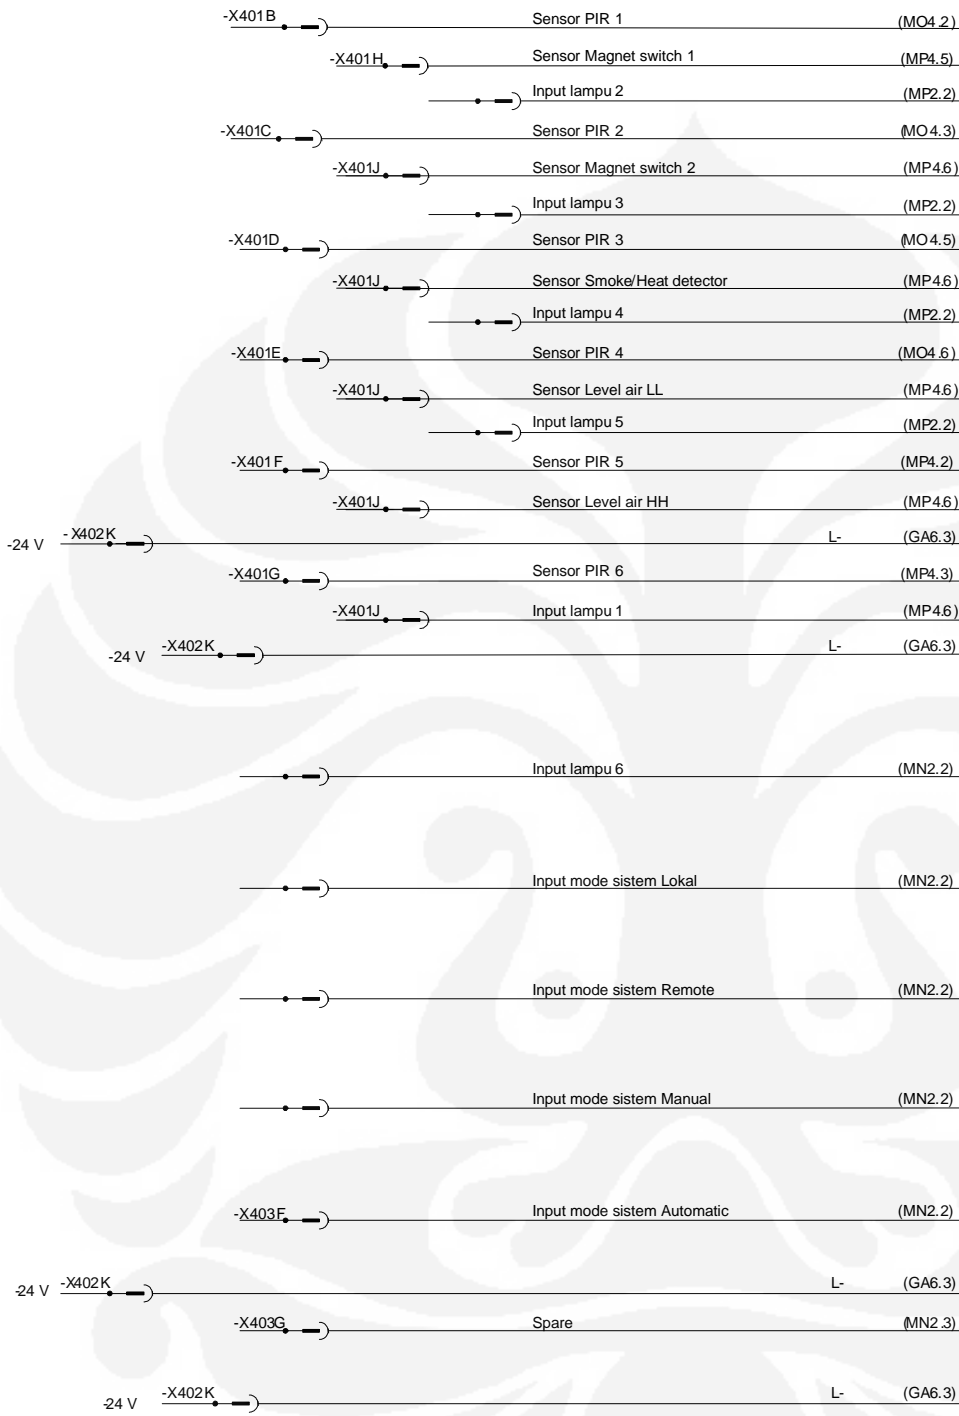 -X401B Sensor PIR 1 (MO4.2)
-X401H Sensor Magnet switch 1 (MP4.5)
Input lampu 2 (MP2.2)
-X401C Sensor PIR 2 (MO4.3)
-X401J Sensor Magnet switch 2 (MP4.6)
Input lampu 3 (MP2.2)
-X401D Sensor PIR 3 (MO4.5)
-X401J Sensor Smoke/Heat detector (MP4.6)
Input lampu 4 (MP2.2)
-X401E Sensor PIR 4 (MO4.6)
-X401J Sensor Level air LL (MP4.6)
Input lampu 5 (MP2.2)
-X401F Sensor PIR 5 (MP4.2)
-X401J Sensor Level air HH (MP4.6)
-24 V -X402K L- (GA6.3)
-X401G Sensor PIR 6 (MP4.3)
-X401J Input lampu 1 (MP4.6)
-24 V -X402K L- (GA6.3)
Input lampu 6 (MN2.2)
Input mode sistem Lokal (MN2.2)
Input mode sistem Remote (MN2.2)
Input mode sistem Manual (MN2.2)
-X403F Input mode sistem Automatic (MN2.2)
-24 V -X402K L- (GA6.3)
-X403G Spare (MN2.3)
-24 V -X402K L- (GA6.3)